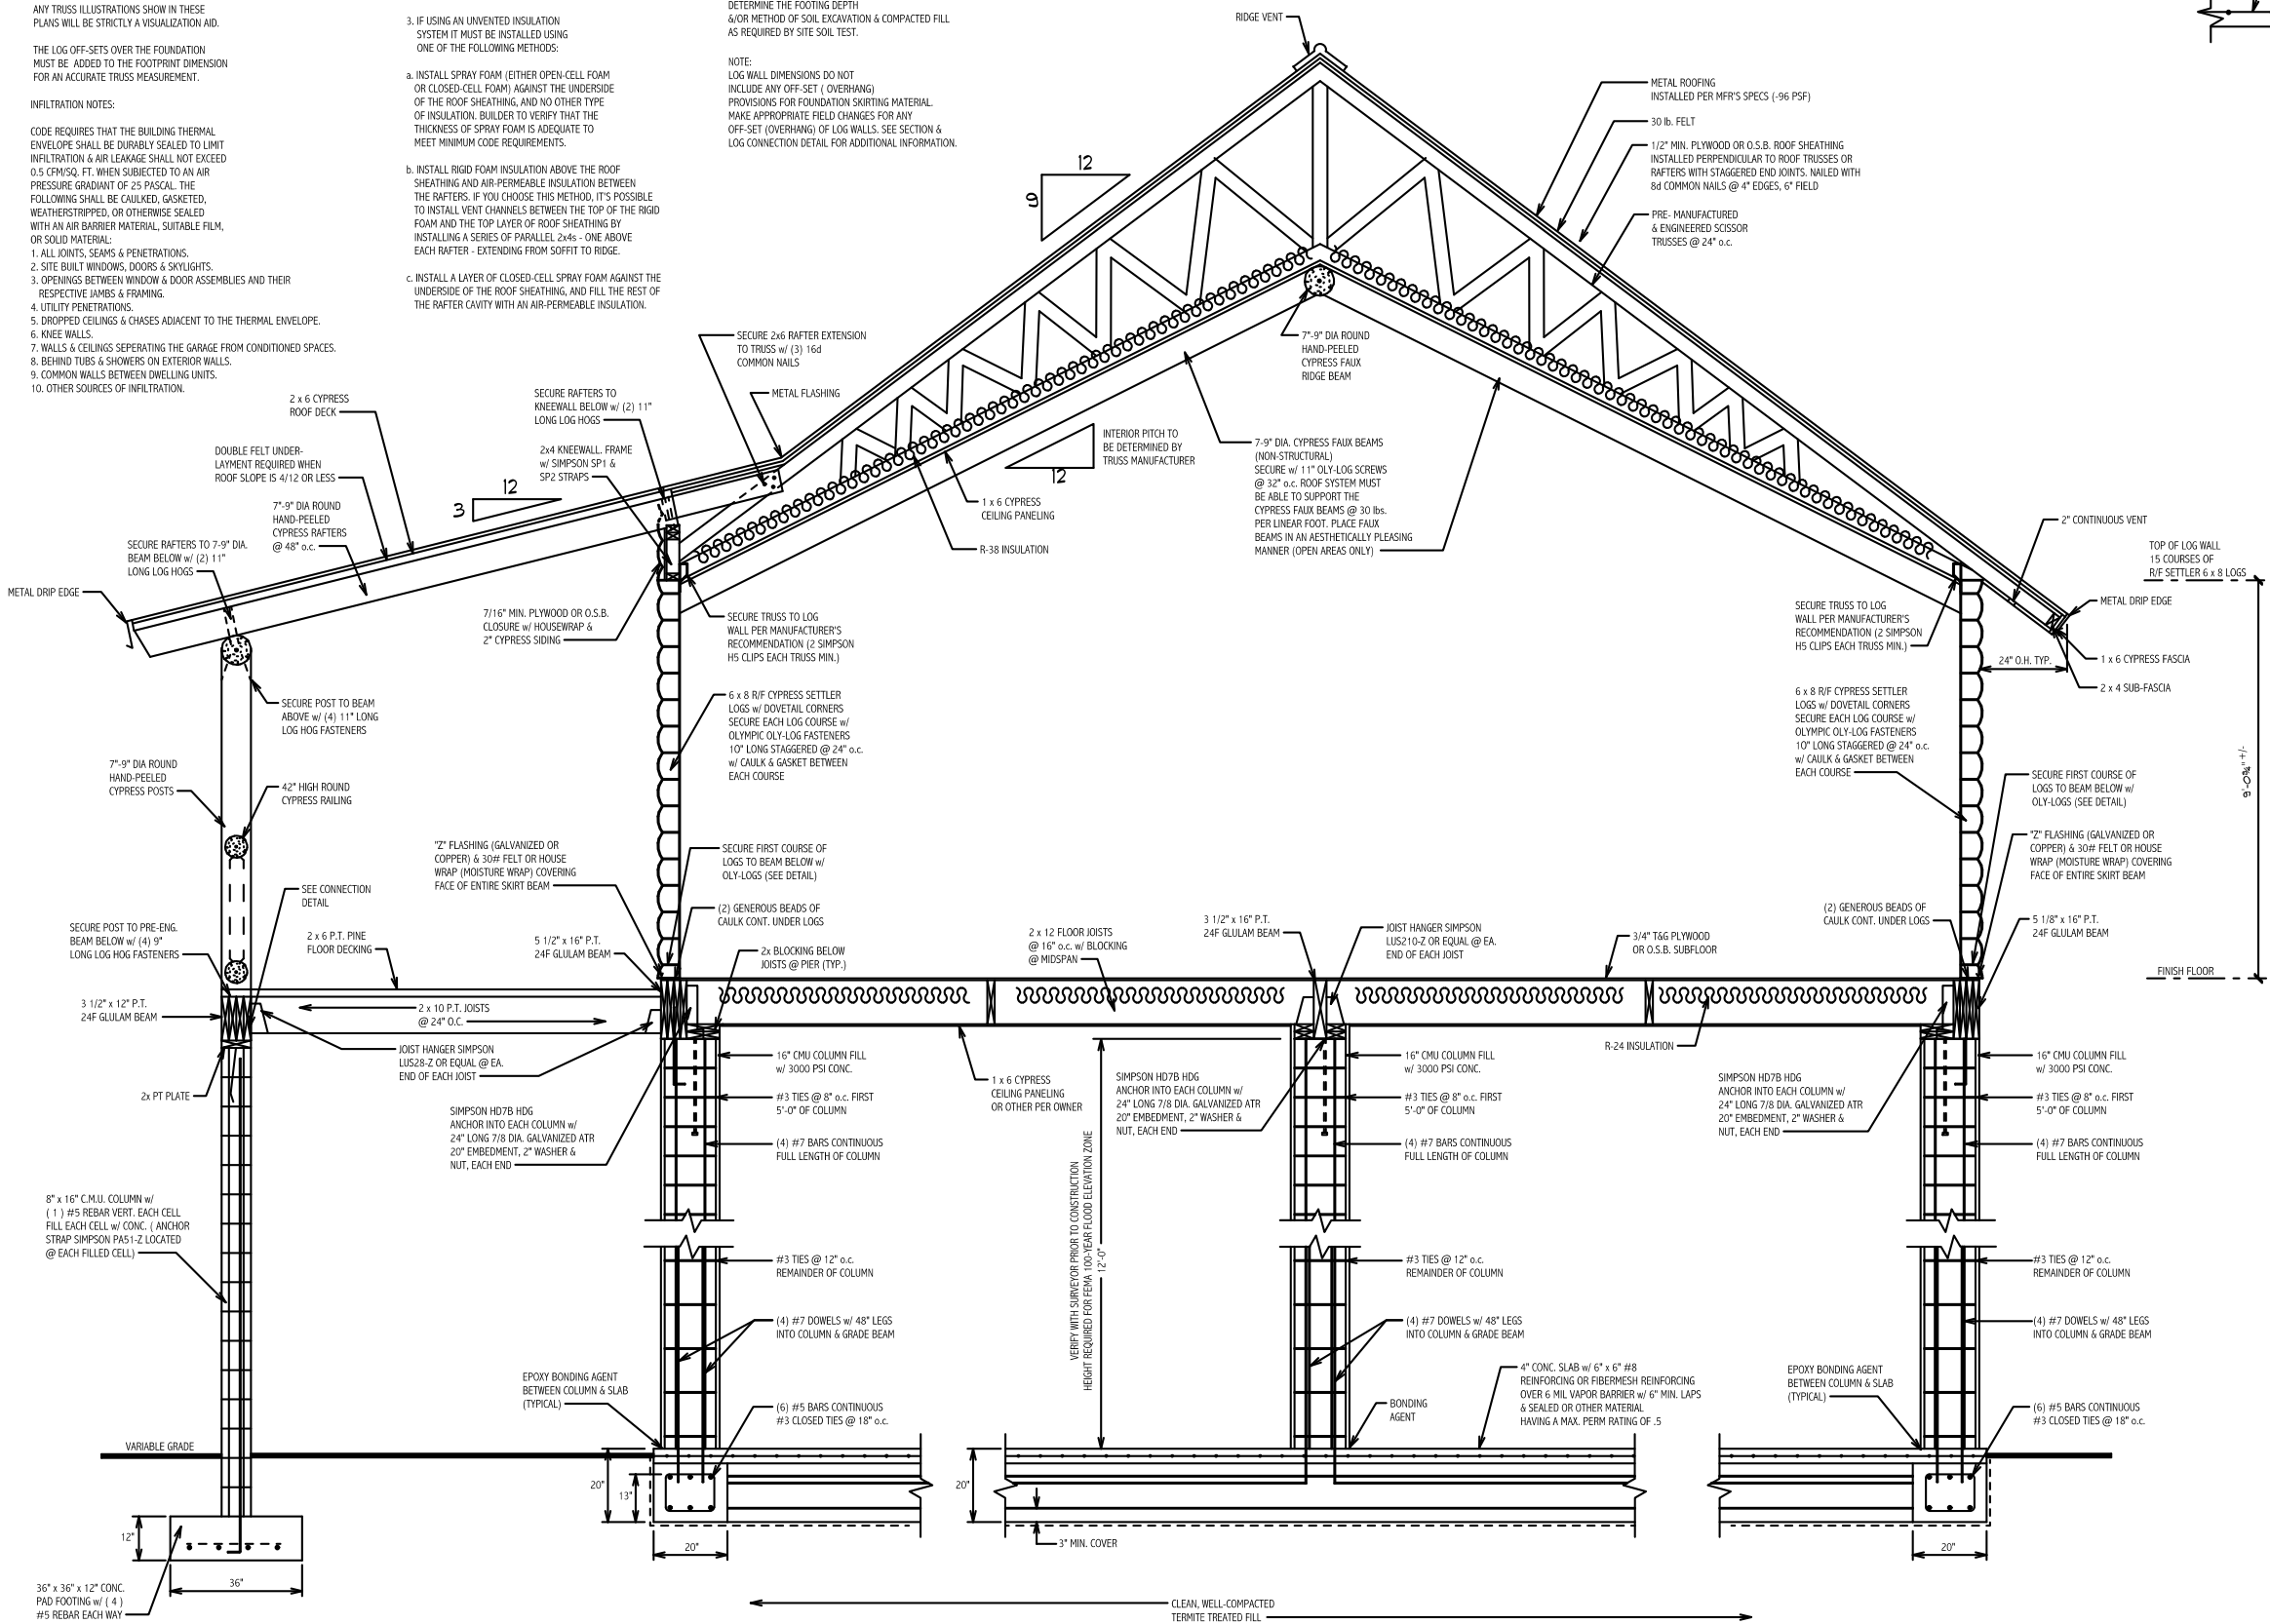 ANY TRUSS ILLUSTRATIONS SHOW IN THESE
PLANS WILL BE STRICTLY A VISUALIZATION AID.
THE LOG OFF-SETS OVER THE FOUNDATION
MUST BE ADDED TO THE FOOTPRINT DIMENSION
FOR AN ACCURATE TRUSS MEASUREMENT.
INFILTRATION NOTES:
CODE REQUIRES THAT THE BUILDING THERMAL
ENVELOPE SHALL BE DURABLY SEALED TO LIMIT
INFILTRATION & AIR LEAKAGE SHALL NOT EXCEED
0.5 CFM/SQ. FT. WHEN SUBJECTED TO AN AIR
PRESSURE GRADIANT OF 25 PASCAL. THE
FOLLOWING SHALL BE CAULKED, GASKETED,
WEATHERSTRIPPED, OR OTHERWISE SEALED
WITH AN AIR BARRIER MATERIAL, SUITABLE FILM,
OR SOLID MATERIAL:
1. ALL JOINTS, SEAMS & PENETRATIONS.
2. SITE BUILT WINDOWS, DOORS & SKYLIGHTS.
3. OPENINGS BETWEEN WINDOW & DOOR ASSEMBLIES AND THEIR
RESPECTIVE JAMBS & FRAMING.
4. UTILITY PENETRATIONS.
5. DROPPED CEILINGS & CHASES ADJACENT TO THE THERMAL ENVELOPE.
6. KNEE WALLS.
7. WALLS & CEILINGS SEPERATING THE GARAGE FROM CONDITIONED SPACES.
8. BEHIND TUBS & SHOWERS ON EXTERIOR WALLS.
9. COMMON WALLS BETWEEN DWELLING UNITS.
10. OTHER SOURCES OF INFILTRATION.
3. IF USING AN UNVENTED INSULATION
SYSTEM IT MUST BE INSTALLED USING
ONE OF THE FOLLOWING METHODS:
a. INSTALL SPRAY FOAM (EITHER OPEN-CELL FOAM
OR CLOSED-CELL FOAM) AGAINST THE UNDERSIDE
OF THE ROOF SHEATHING, AND NO OTHER TYPE
OF INSULATION. BUILDER TO VERIFY THAT THE
THICKNESS OF SPRAY FOAM IS ADEQUATE TO
MEET MINIMUM CODE REQUIREMENTS.
b. INSTALL RIGID FOAM INSULATION ABOVE THE ROOF
SHEATHING AND AIR-PERMEABLE INSULATION BETWEEN
THE RAFTERS. IF YOU CHOOSE THIS METHOD, IT'S POSSIBLE
TO INSTALL VENT CHANNELS BETWEEN THE TOP OF THE RIGID
FOAM AND THE TOP LAYER OF ROOF SHEATHING BY
INSTALLING A SERIES OF PARALLEL 2x4s - ONE ABOVE
EACH RAFTER - EXTENDING FROM SOFFIT TO RIDGE.
c. INSTALL A LAYER OF CLOSED-CELL SPRAY FOAM AGAINST THE
UNDERSIDE OF THE ROOF SHEATHING, AND FILL THE REST OF
THE RAFTER CAVITY WITH AN AIR-PERMEABLE INSULATION.
DETERMINE THE FOOTING DEPTH
&/OR METHOD OF SOIL EXCAVATION & COMPACTED FILL
AS REQUIRED BY SITE SOIL TEST.
NOTE:
LOG WALL DIMENSIONS DO NOT
INCLUDE ANY OFF-SET ( OVERHANG)
PROVISIONS FOR FOUNDATION SKIRTING MATERIAL.
MAKE APPROPRIATE FIELD CHANGES FOR ANY
OFF-SET (OVERHANG) OF LOG WALLS. SEE SECTION &
LOG CONNECTION DETAIL FOR ADDITIONAL INFORMATION.
RIDGE VENT
METAL ROOFING
INSTALLED PER MFR'S SPECS (-96 PSF)
30 lb. FELT
1/2" MIN. PLYWOOD OR O.S.B. ROOF SHEATHING
INSTALLED PERPENDICULAR TO ROOF TRUSSES OR
RAFTERS WITH STAGGERED END JOINTS. NAILED WITH
8d COMMON NAILS @ 4" EDGES, 6" FIELD
PRE- MANUFACTURED
& ENGINEERED SCISSOR
TRUSSES @ 24" o.c.
12
9
SECURE 2x6 RAFTER EXTENSION
TO TRUSS w/ (3) 16d
COMMON NAILS
METAL FLASHING
7"-9" DIA ROUND
HAND-PEELED
CYPRESS FAUX
RIDGE BEAM
2 x 6 CYPRESS
ROOF DECK
SECURE RAFTERS TO
KNEEWALL BELOW w/ (2) 11"
LONG LOG HOGS
2x4 KNEEWALL. FRAME
w/ SIMPSON SP1 &
SP2 STRAPS
DOUBLE FELT UNDER-
LAYMENT REQUIRED WHEN
ROOF SLOPE IS 4/12 OR LESS
7"-9" DIA ROUND
HAND-PEELED
CYPRESS RAFTERS
@ 48" o.c.
12
3
SECURE RAFTERS TO 7-9" DIA.
BEAM BELOW w/ (2) 11"
LONG LOG HOGS
METAL DRIP EDGE
INTERIOR PITCH TO
BE DETERMINED BY
TRUSS MANUFACTURER
12
1 x 6 CYPRESS
CEILING PANELING
R-38 INSULATION
7-9" DIA. CYPRESS FAUX BEAMS
(NON-STRUCTURAL)
SECURE w/ 11" OLY-LOG SCREWS
@ 32" o.c. ROOF SYSTEM MUST
BE ABLE TO SUPPORT THE
CYPRESS FAUX BEAMS @ 30 lbs.
PER LINEAR FOOT. PLACE FAUX
BEAMS IN AN AESTHETICALLY PLEASING
MANNER (OPEN AREAS ONLY)
2" CONTINUOUS VENT
TOP OF LOG WALL
15 COURSES OF
R/F SETTLER 6 x 8 LOGS
METAL DRIP EDGE
24" O.H. TYP.
1 x 6 CYPRESS FASCIA
2 x 4 SUB-FASCIA
7/16" MIN. PLYWOOD OR O.S.B.
CLOSURE w/ HOUSEWRAP &
2" CYPRESS SIDING
SECURE TRUSS TO LOG
WALL PER MANUFACTURER'S
RECOMMENDATION (2 SIMPSON
H5 CLIPS EACH TRUSS MIN.)
SECURE TRUSS TO LOG
WALL PER MANUFACTURER'S
RECOMMENDATION (2 SIMPSON
H5 CLIPS EACH TRUSS MIN.)
SECURE POST TO BEAM
ABOVE w/ (4) 11" LONG
LOG HOG FASTENERS
6 x 8 R/F CYPRESS SETTLER
LOGS w/ DOVETAIL CORNERS
SECURE EACH LOG COURSE w/
OLYMPIC OLY-LOG FASTENERS
10" LONG STAGGERED @ 24" o.c.
w/ CAULK & GASKET BETWEEN
EACH COURSE
6 x 8 R/F CYPRESS SETTLER
LOGS w/ DOVETAIL CORNERS
SECURE EACH LOG COURSE w/
OLYMPIC OLY-LOG FASTENERS
10" LONG STAGGERED @ 24" o.c.
w/ CAULK & GASKET BETWEEN
EACH COURSE
7"-9" DIA ROUND
HAND-PEELED
CYPRESS POSTS
42" HIGH ROUND
CYPRESS RAILING
SECURE FIRST COURSE OF
LOGS TO BEAM BELOW w/
OLY-LOGS (SEE DETAIL)
"Z" FLASHING (GALVANIZED OR
COPPER) & 30# FELT OR HOUSE
WRAP (MOISTURE WRAP) COVERING
FACE OF ENTIRE SKIRT BEAM
"Z" FLASHING (GALVANIZED OR
COPPER) & 30# FELT OR HOUSE
WRAP (MOISTURE WRAP) COVERING
FACE OF ENTIRE SKIRT BEAM
SECURE FIRST COURSE OF
LOGS TO BEAM BELOW w/
OLY-LOGS (SEE DETAIL)
SEE CONNECTION
DETAIL
(2) GENEROUS BEADS OF
CAULK CONT. UNDER LOGS
(2) GENEROUS BEADS OF
CAULK CONT. UNDER LOGS
SECURE POST TO PRE-ENG.
BEAM BELOW w/ (4) 9"
LONG LOG HOG FASTENERS
2 x 6 P.T. PINE
FLOOR DECKING
5 1/2" x 16" P.T.
24F GLULAM BEAM
2x BLOCKING BELOW
JOISTS @ PIER (TYP.)
2 x 12 FLOOR JOISTS
@ 16" o.c. w/ BLOCKING
@ MIDSPAN
3 1/2" x 16" P.T.
24F GLULAM BEAM
JOIST HANGER SIMPSON
LUS210-Z OR EQUAL @ EA.
END OF EACH JOIST
3/4" T&G PLYWOOD
OR O.S.B. SUBFLOOR
5 1/8" x 16" P.T.
24F GLULAM BEAM
FINISH FLOOR
3 1/2" x 12" P.T.
24F GLULAM BEAM
2 x 10 P.T. JOISTS
@ 24" O.C.
JOIST HANGER SIMPSON
LUS28-Z OR EQUAL @ EA.
END OF EACH JOIST
2x PT PLATE
R-24 INSULATION
16" CMU COLUMN FILL
w/ 3000 PSI CONC.
#3 TIES @ 8" o.c. FIRST
5'-0" OF COLUMN
(4) #7 BARS CONTINUOUS
FULL LENGTH OF COLUMN
1 x 6 CYPRESS
CEILING PANELING
OR OTHER PER OWNER
SIMPSON HD7B HDG
ANCHOR INTO EACH COLUMN w/
24" LONG 7/8 DIA. GALVANIZED ATR
20" EMBEDMENT, 2" WASHER &
NUT, EACH END
SIMPSON HD7B HDG
ANCHOR INTO EACH COLUMN w/
24" LONG 7/8 DIA. GALVANIZED ATR
20" EMBEDMENT, 2" WASHER &
NUT, EACH END
16" CMU COLUMN FILL
w/ 3000 PSI CONC.
#3 TIES @ 8" o.c. FIRST
5'-0" OF COLUMN
(4) #7 BARS CONTINUOUS
FULL LENGTH OF COLUMN
SIMPSON HD7B HDG
ANCHOR INTO EACH COLUMN w/
24" LONG 7/8 DIA. GALVANIZED ATR
20" EMBEDMENT, 2" WASHER &
NUT, EACH END
16" CMU COLUMN FILL
w/ 3000 PSI CONC.
#3 TIES @ 8" o.c. FIRST
5'-0" OF COLUMN
(4) #7 BARS CONTINUOUS
FULL LENGTH OF COLUMN
8" x 16" C.M.U. COLUMN w/
( 1 ) #5 REBAR VERT. EACH CELL
FILL EACH CELL w/ CONC. ( ANCHOR
STRAP SIMPSON PA51-Z LOCATED
@ EACH FILLED CELL)
VERIFY WITH SURVEYOR PRIOR TO CONSTRUCTION
HEIGHT REQUIRED FOR FEMA 100-YEAR FLOOD ELEVATION ZONE
12'-0"
#3 TIES @ 12" o.c.
REMAINDER OF COLUMN
(4) #7 DOWELS w/ 48" LEGS
INTO COLUMN & GRADE BEAM
#3 TIES @ 12" o.c.
REMAINDER OF COLUMN
(4) #7 DOWELS w/ 48" LEGS
INTO COLUMN & GRADE BEAM
#3 TIES @ 12" o.c.
REMAINDER OF COLUMN
(4) #7 DOWELS w/ 48" LEGS
INTO COLUMN & GRADE BEAM
EPOXY BONDING AGENT
BETWEEN COLUMN & SLAB
(TYPICAL)
(6) #5 BARS CONTINUOUS
#3 CLOSED TIES @ 18" o.c.
BONDING
AGENT
4" CONC. SLAB w/ 6" x 6" #8
REINFORCING OR FIBERMESH REINFORCING
OVER 6 MIL VAPOR BARRIER w/ 6" MIN. LAPS
& SEALED OR OTHER MATERIAL
HAVING A MAX. PERM RATING OF .5
EPOXY BONDING AGENT
BETWEEN COLUMN & SLAB
(TYPICAL)
(6) #5 BARS CONTINUOUS
#3 CLOSED TIES @ 18" o.c.
VARIABLE GRADE
20"
13"
20"
20"
3" MIN. COVER
20"
12"
36"
36" x 36" x 12" CONC.
PAD FOOTING w/ ( 4 )
#5 REBAR EACH WAY
CLEAN, WELL-COMPACTED
TERMITE TREATED FILL